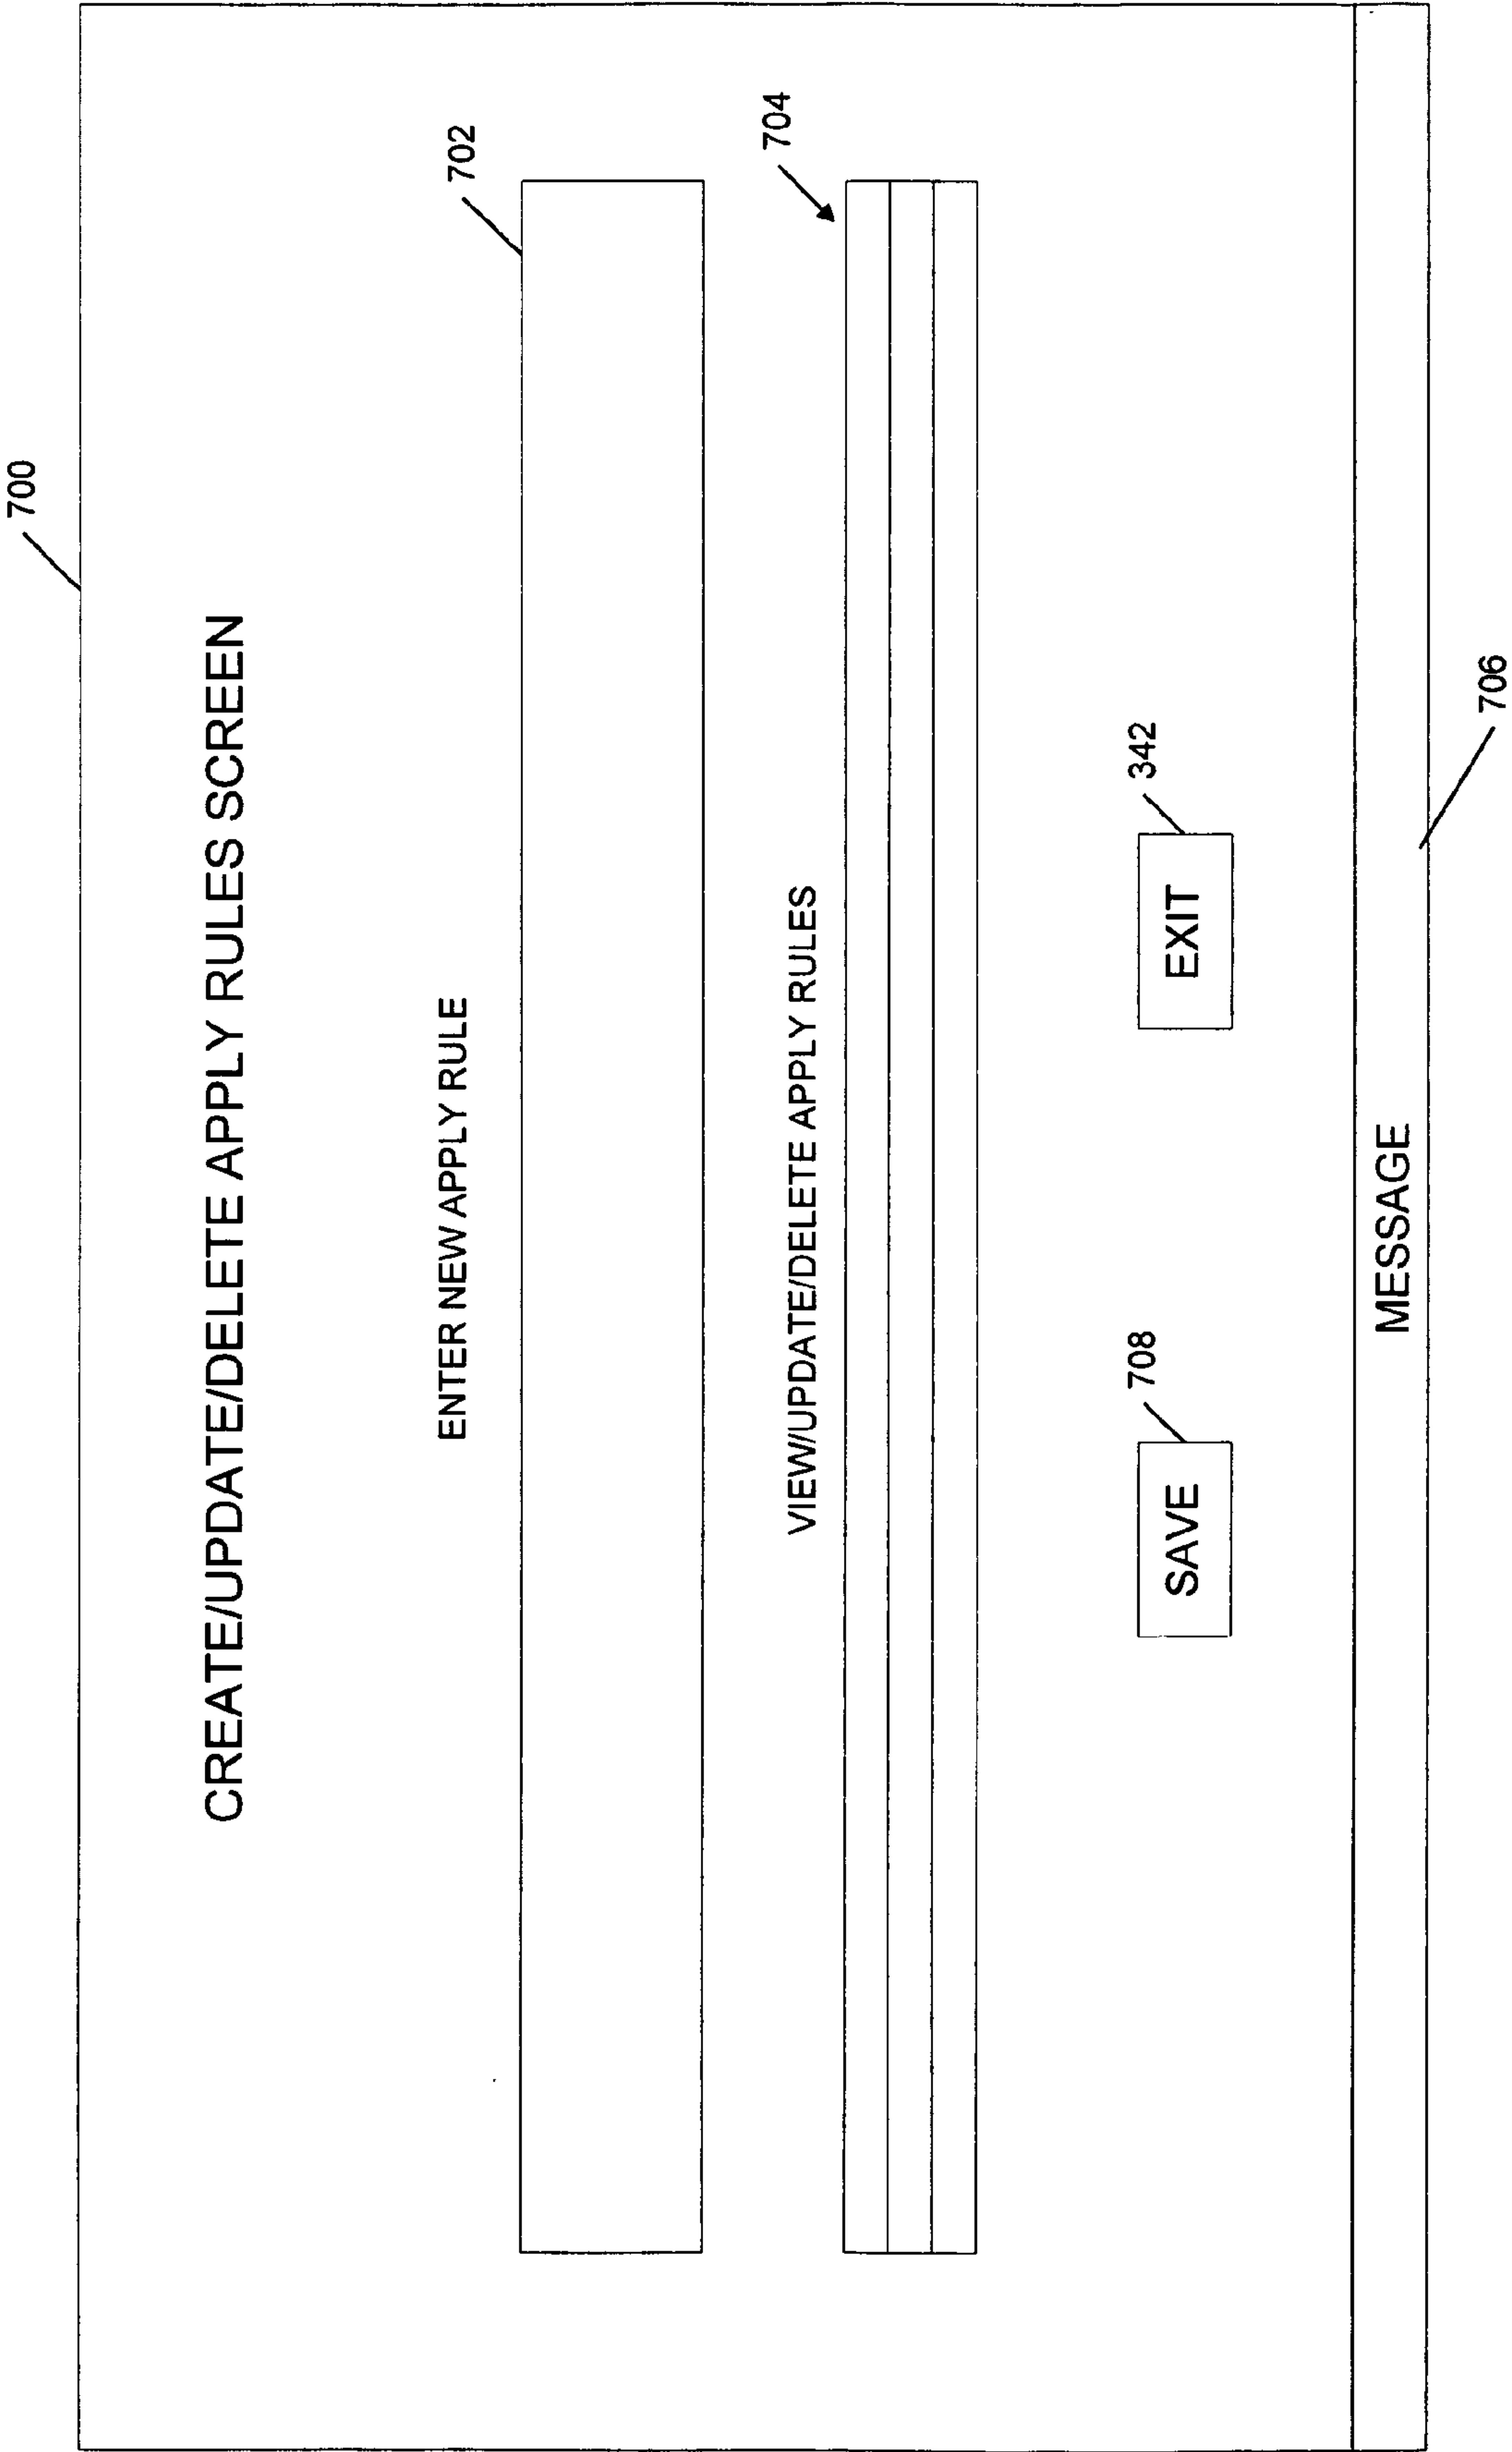 700
CREATE/UPDATE/DELETE APPLY RULES SCREEN
ENTER NEW APPLY RULE
702
VIEW/UPDATE/DELETE APPLY RULES
704
708
342
SAVE
EXIT
MESSAGE
706